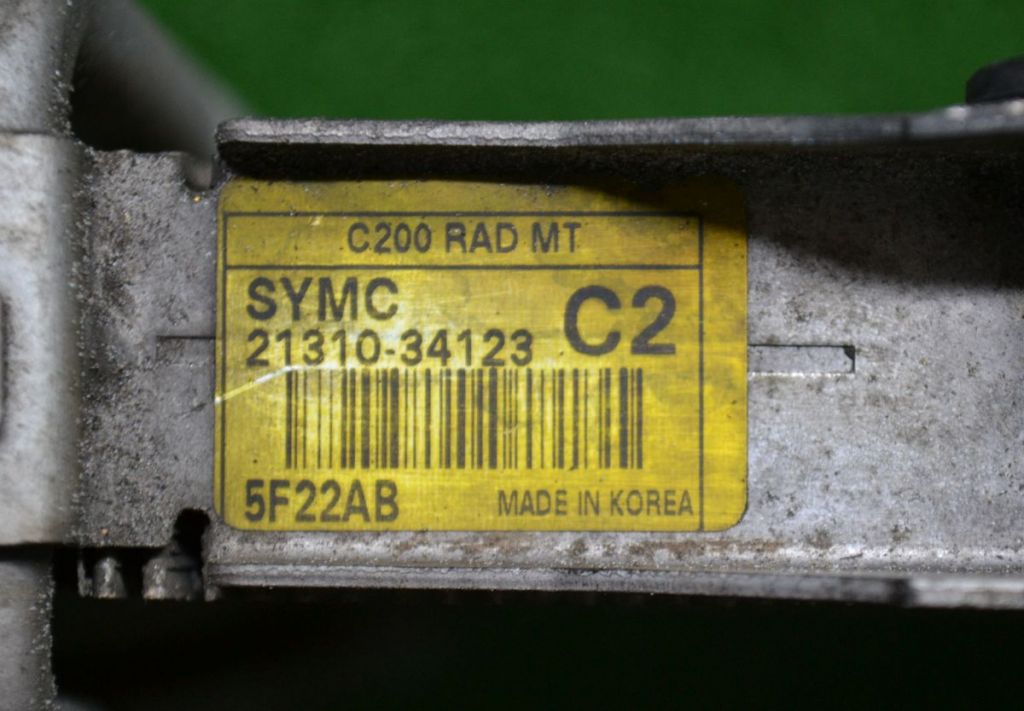 C200 RAD MT
SYMC
C2
21310-34123
5F22AB
MADE IN KOREA